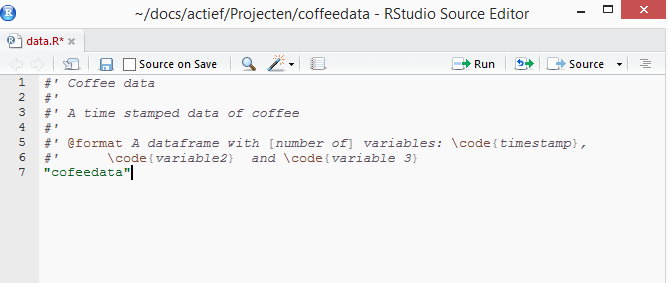 ~/docs/actief/Projecten/coffeedata - RStudio Source Editor
data.R*
Source on Save
Run
Source
1 #' Coffee data
2 #'
3 #' A time stamped data of coffee
4 #'
5 #' @format A dataframe with [number of] variables: \code{timestamp},
6 #'       \code{variable2}  and \code{variable 3}
7 "cofeedata"